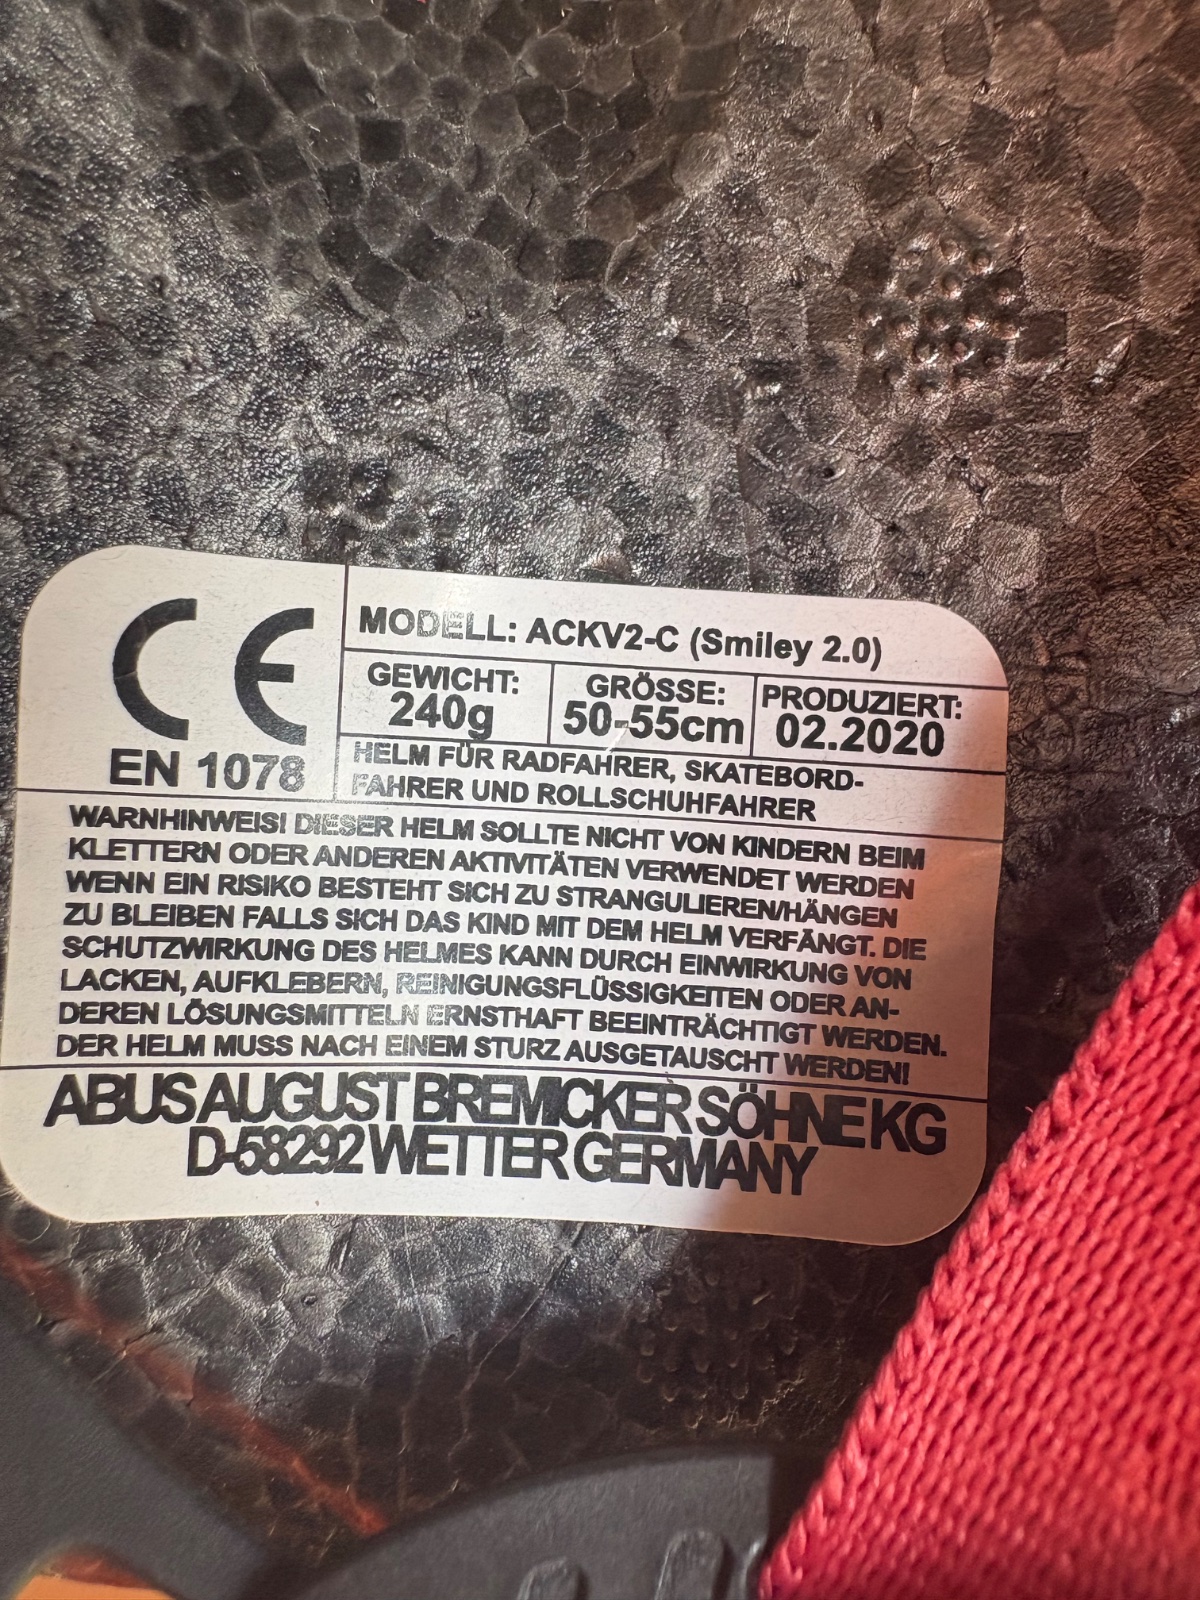 CE
EN 1078
MODELL: ACKV2-C (Smiley 2.0)
GEWICHT:
240g
GRÖSSE:
50-55cm
PRODUZIERT:
02.2020
HELM FÜR RADFAHRER, SKATEBORD-
FAHRER UND ROLLSCHUHFAHRER
WARNHINWEIS! DIESER HELM SOLLTE NICHT VON KINDERN BEIM
KLETTERN ODER ANDEREN AKTIVITÄTEN VERWENDET WERDEN
WENN EIN RISIKO BESTEHT SICH ZU STRANGULIEREN/HÄNGEN
ZU BLEIBEN FALLS SICH DAS KIND MIT DEM HELM VERFÄNGT. DIE
SCHUTZWIRKUNG DES HELMES KANN DURCH EINWIRKUNG VON
LACKEN, AUFKLEBERN, REINIGUNGSFLÜSSIGKEITEN ODER AN-
DEREN LÖSUNGSMITTELN ERNSTHAFT BEEINTRÄCHTIGT WERDEN.
DER HELM MUSS NACH EINEM STURZ AUSGETAUSCHT WERDEN!
ABUS AUGUST BREMICKER SÖHNE KG
D-58292 WETTER GERMANY